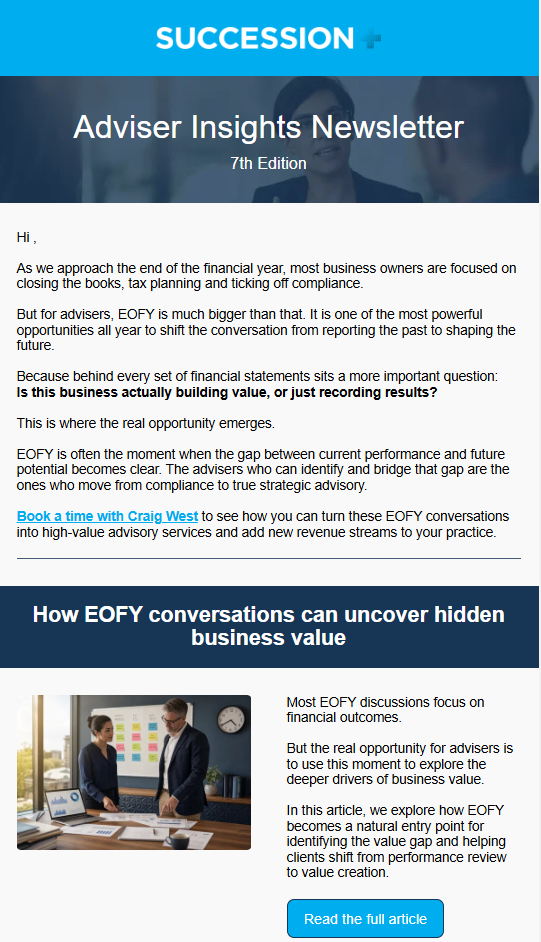 SUCCESSION +
Adviser Insights Newsletter
7th Edition
Hi ,
As we approach the end of the financial year, most business owners are focused on
closing the books, tax planning and ticking off compliance.
But for advisers, EOFY is much bigger than that. It is one of the most powerful
opportunities all year to shift the conversation from reporting the past to shaping the
future.
Because behind every set of financial statements sits a more important question:
Is this business actually building value, or just recording results?
This is where the real opportunity emerges.
EOFY is often the moment when the gap between current performance and future
potential becomes clear. The advisers who can identify and bridge that gap are the
ones who move from compliance to true strategic advisory.
Book a time with Craig West to see how you can turn these EOFY conversations
into high-value advisory services and add new revenue streams to your practice.
How EOFY conversations can uncover hidden
business value
Most EOFY discussions focus on
financial outcomes.
But the real opportunity for advisers is
to use this moment to explore the
deeper drivers of business value.
In this article, we explore how EOFY
becomes a natural entry point for
identifying the value gap and helping
clients shift from performance review
to value creation.
Read the full article